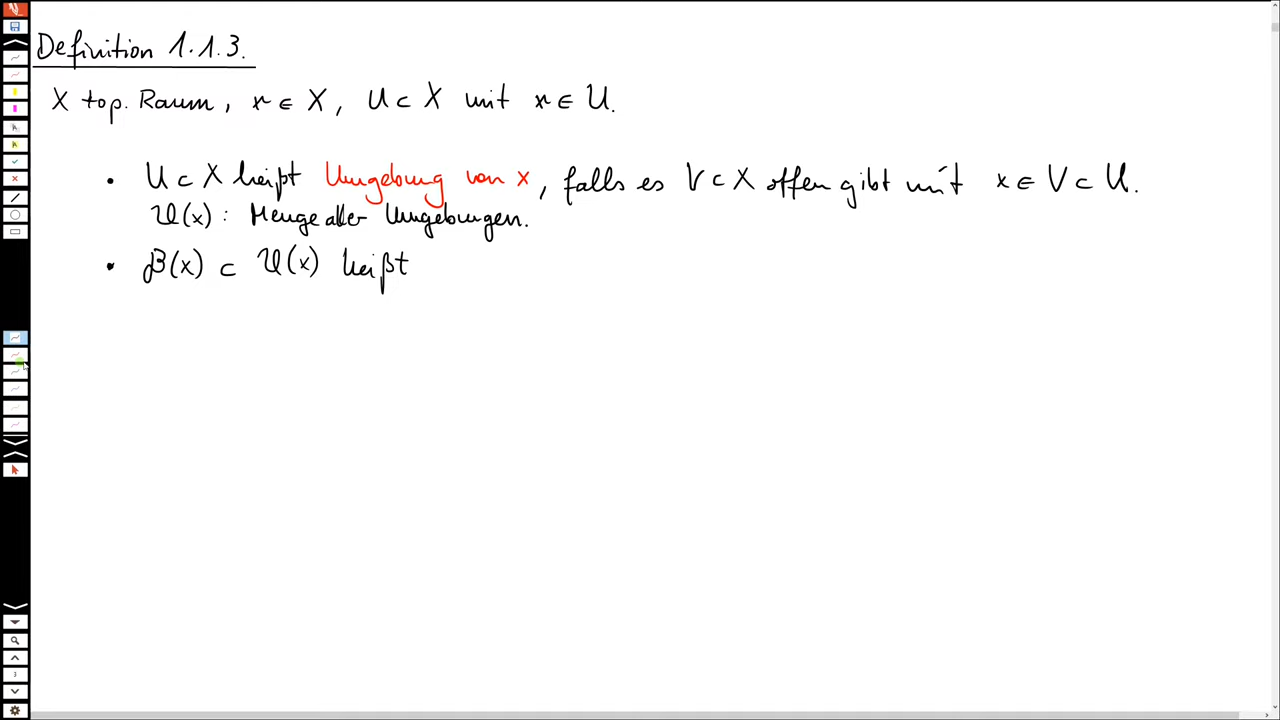 Definition 1.1.3.
X top. Raum, x ∈ X, U ⊂ X mit x ∈ U.
• U ⊂ X heißt Umgebung von x, falls es V ⊂ X offen gibt mit x ∈ V ⊂ U.
𝒰(x): Menge aller Umgebungen.
• ℬ(x) ⊂ 𝒰(x) heißt
3